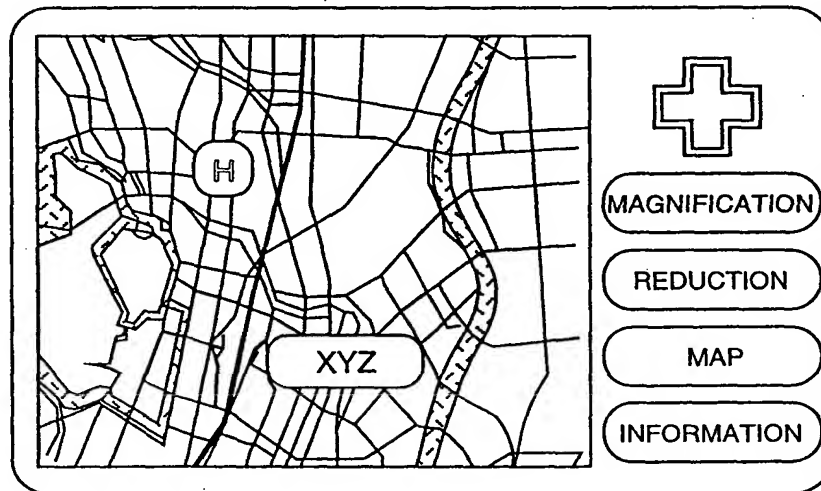 H
MAGNIFICATION
REDUCTION
XYZ
MAP
INFORMATION